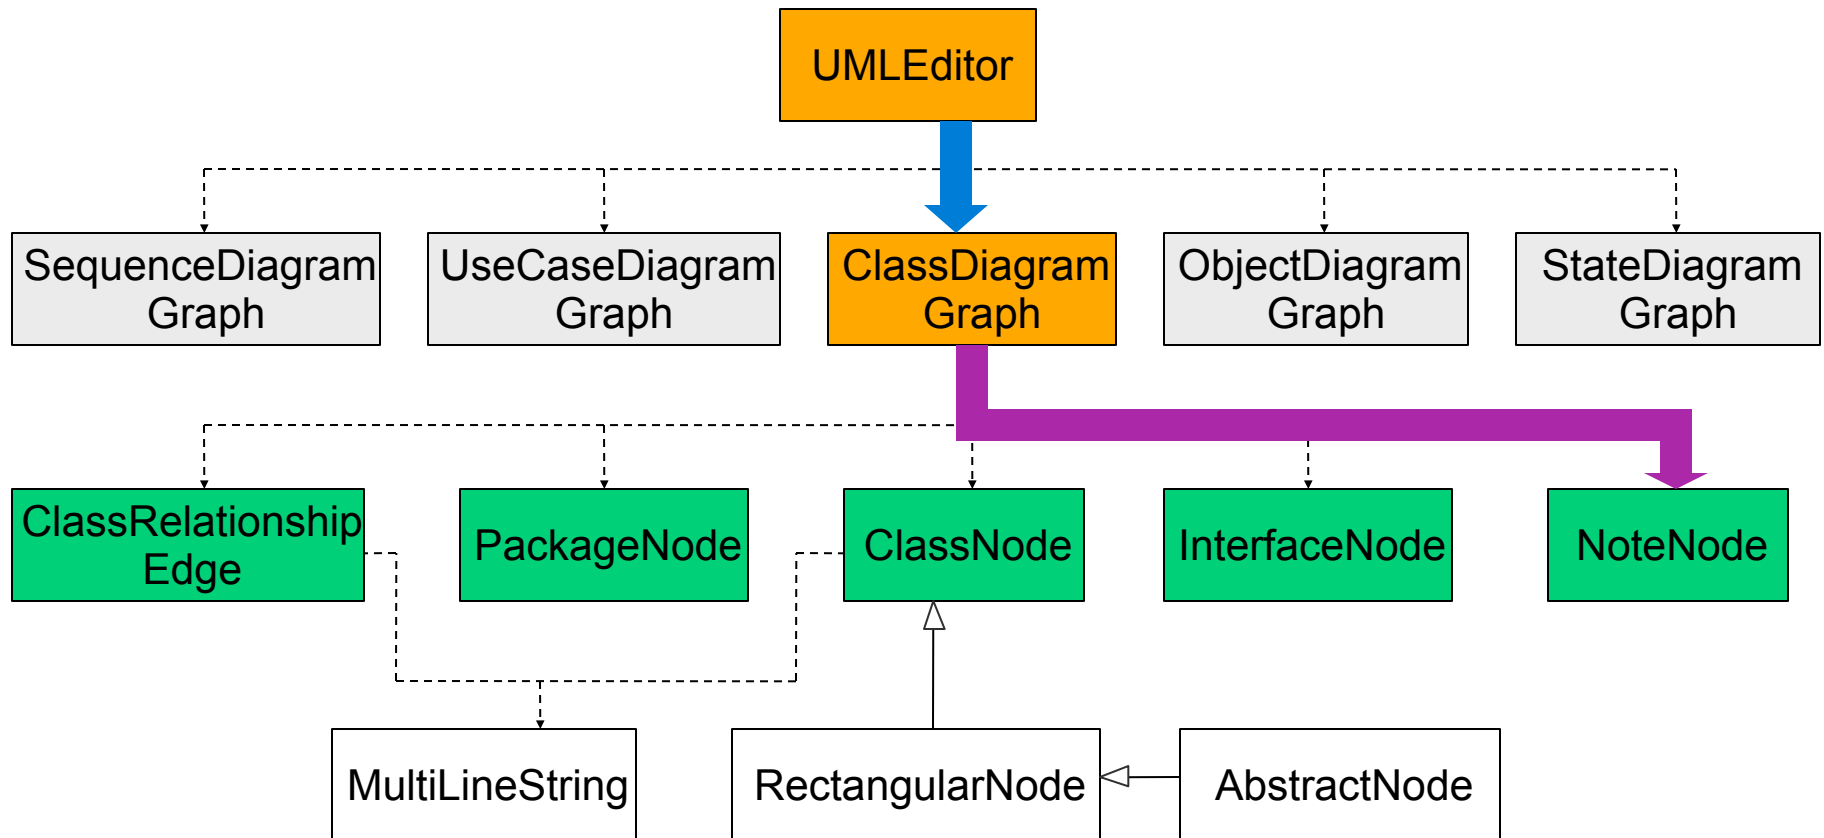 UMLEditor
SequenceDiagram
Graph
UseCaseDiagram
Graph
ClassDiagram
Graph
ObjectDiagram
Graph
StateDiagram
Graph
ClassRelationship
Edge
PackageNode
ClassNode
InterfaceNode
NoteNode
MultiLineString
RectangularNode
AbstractNode